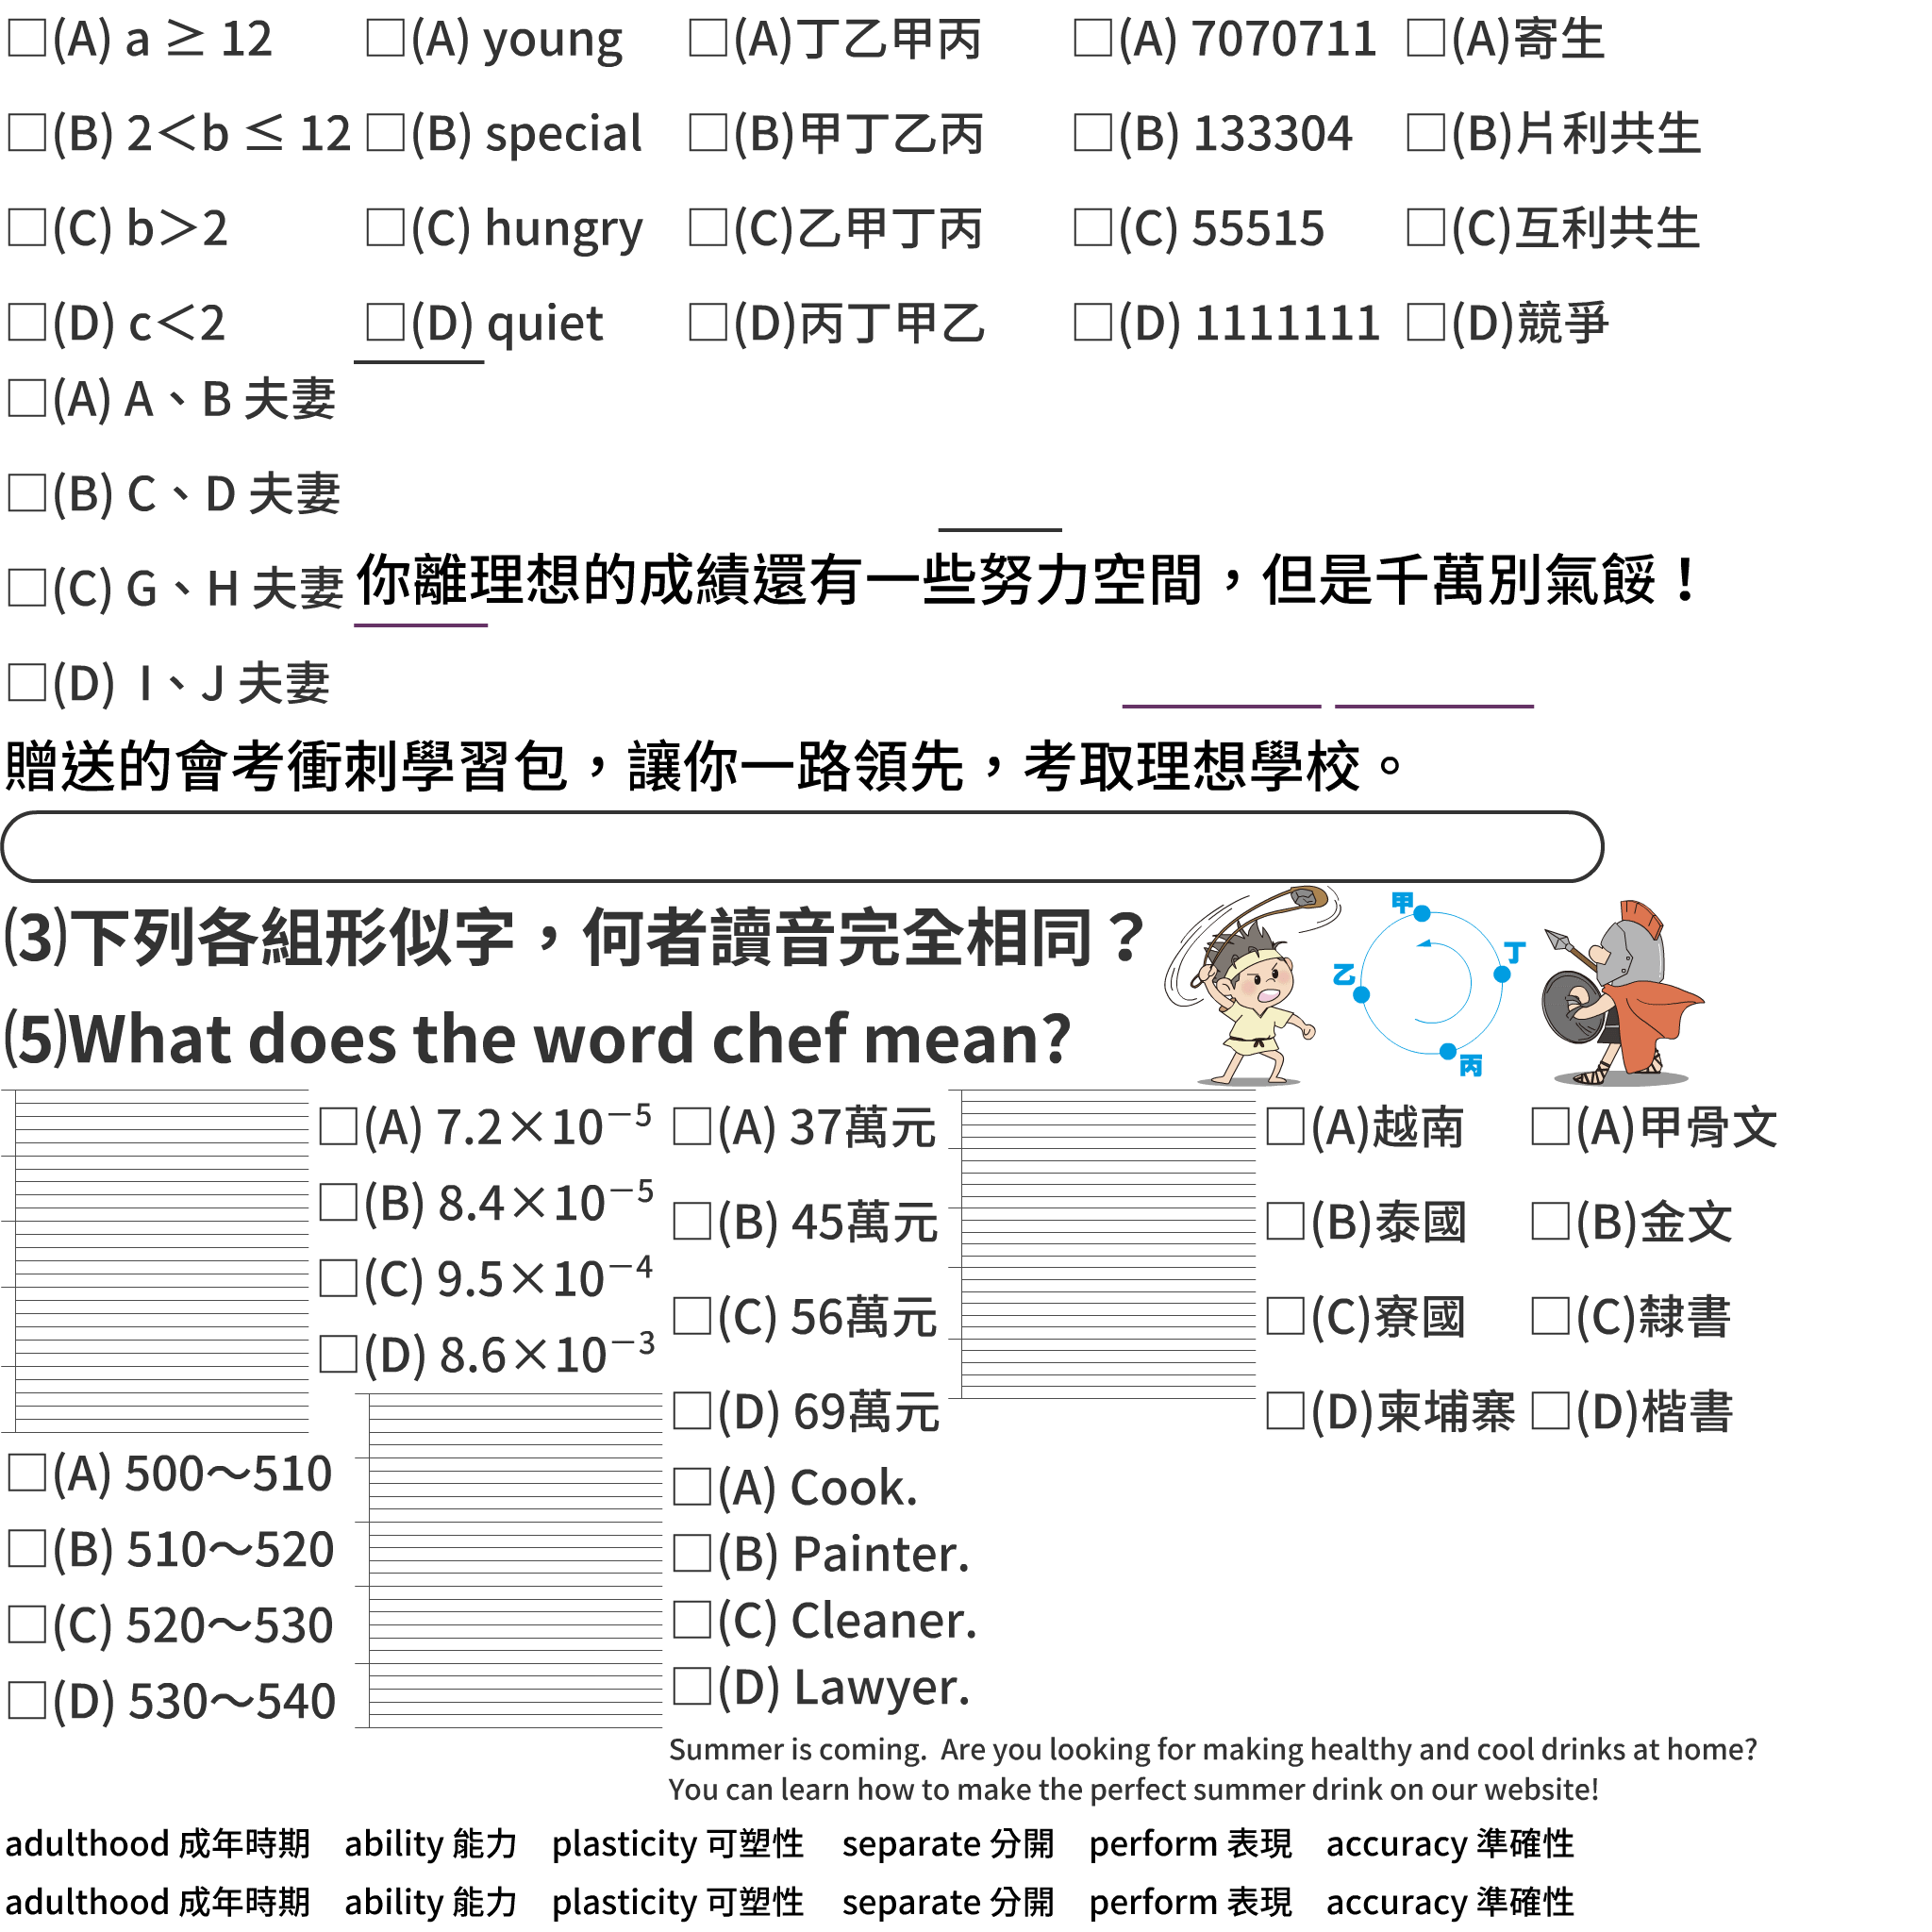 □(A) a ≥ 12
□(B) 2＜b ≤ 12
□(C) b＞2
□(D) c＜2
□(A) young
□(B) special
□(C) hungry
□(D) quiet
□(A)丁乙甲丙
□(B)甲丁乙丙
□(C)乙甲丁丙
□(D)丙丁甲乙
□(A) 7070711
□(B) 133304
□(C) 55515
□(D) 1111111
□(A)寄生
□(B)片利共生
□(C)互利共生
□(D)競爭
□(A) A、B 夫妻
□(B) C、D 夫妻
□(C) G、H 夫妻
□(D) I、J 夫妻
你離理想的成績還有一些努力空間，但是千萬別氣餒！
贈送的會考衝刺學習包，讓你一路領先，考取理想學校。
(3)下列各組形似字，何者讀音完全相同？
(5)What does the word chef mean?
甲
乙
丁
丙
□(A) 7.2×10⁻⁵
□(B) 8.4×10⁻⁵
□(C) 9.5×10⁻⁴
□(D) 8.6×10⁻³
□(A) 37萬元
□(B) 45萬元
□(C) 56萬元
□(D) 69萬元
□(A)越南
□(B)泰國
□(C)寮國
□(D)柬埔寨
□(A)甲骨文
□(B)金文
□(C)隸書
□(D)楷書
□(A) 500～510
□(B) 510～520
□(C) 520～530
□(D) 530～540
□(A) Cook.
□(B) Painter.
□(C) Cleaner.
□(D) Lawyer.
Summer is coming. Are you looking for making healthy and cool drinks at home?
You can learn how to make the perfect summer drink on our website!
adulthood 成年時期 ability 能力 plasticity 可塑性 separate 分開 perform 表現 accuracy 準確性
adulthood 成年時期 ability 能力 plasticity 可塑性 separate 分開 perform 表現 accuracy 準確性